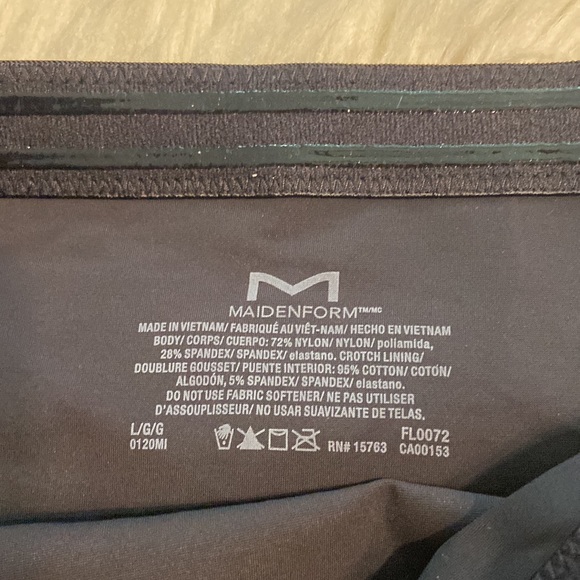 MAIDENFORM™/MC
MADE IN VIETNAM/ FABRIQUÉ AU VIÊT-NAM/ HECHO EN VIETNAM
BODY/ CORPS/ CUERPO: 72% NYLON/ NYLON/ poliamida,
28% SPANDEX/ SPANDEX/ elastano. CROTCH LINING/
DOUBLURE GOUSSET/ PUENTE INTERIOR: 95% COTTON/ COTÓN/
ALGODÓN, 5% SPANDEX/ SPANDEX/ elastano.
DO NOT USE FABRIC SOFTENER/ NE PAS UTILISER
D'ASSOUPLISSEUR/ NO USAR SUAVIZANTE DE TELAS.
L/G/G
0120MI
RN# 15763
FL0072
CA00153